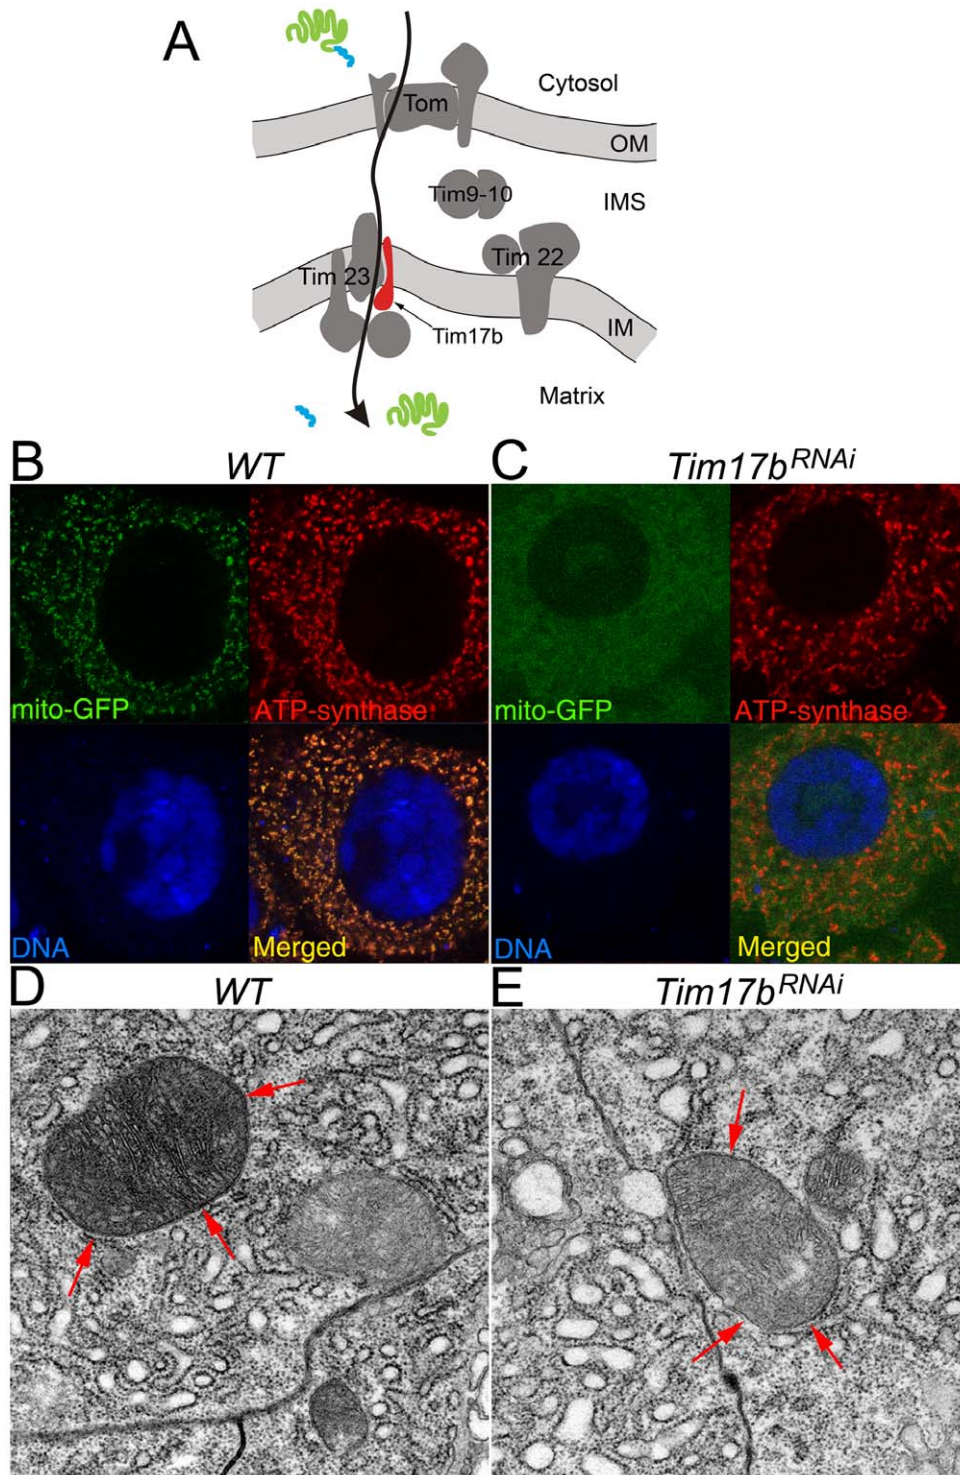 A
Cytosol
Tom
OM
Tim9-10
IMS
Tim 23
Tim 22
Tim17b
IM
Matrix
B WT
C Tim17b^RNAi
mito-GFP
ATP-synthase
mito-GFP
ATP-synthase
DNA
Merged
DNA
Merged
D WT
E Tim17b^RNAi